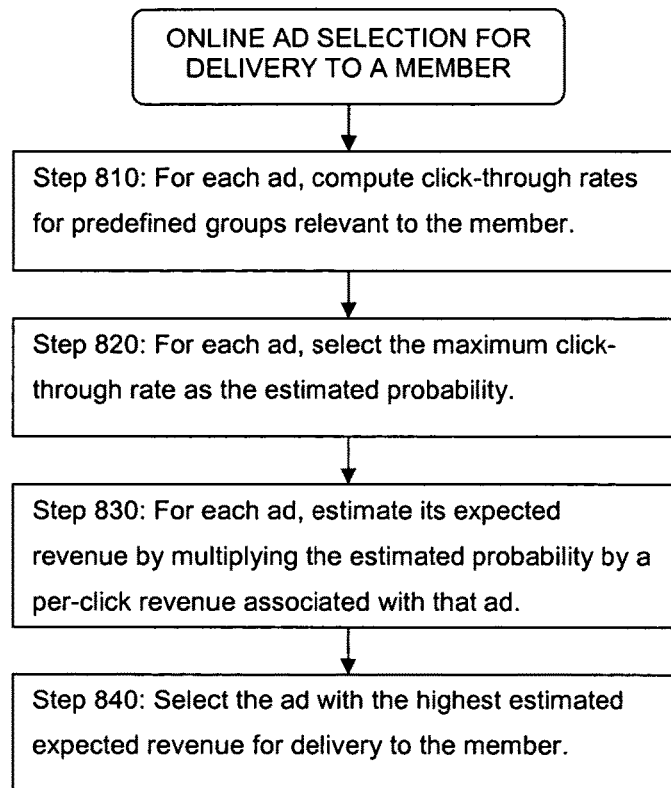 ONLINE AD SELECTION FOR
DELIVERY TO A MEMBER
Step 810: For each ad, compute click-through rates
for predefined groups relevant to the member.
Step 820: For each ad, select the maximum click-
through rate as the estimated probability.
Step 830: For each ad, estimate its expected
revenue by multiplying the estimated probability by a
per-click revenue associated with that ad.
Step 840: Select the ad with the highest estimated
expected revenue for delivery to the member.